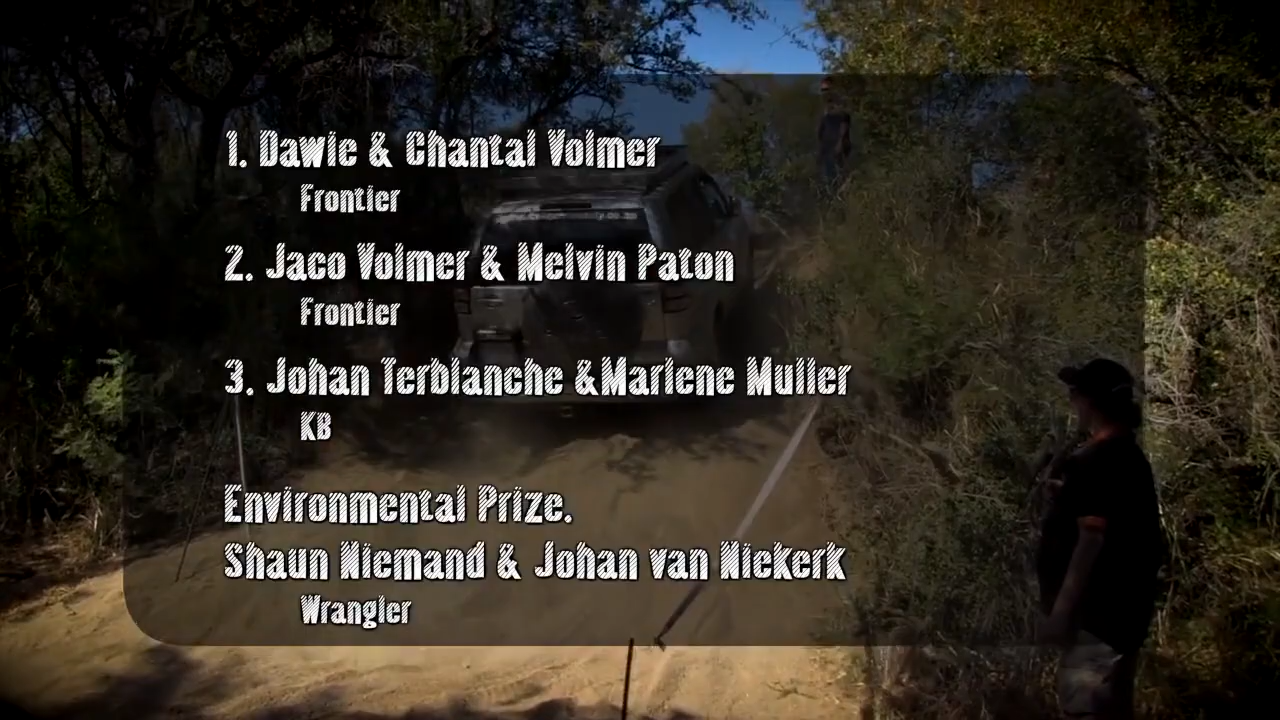 1. Dawie & Chantal Volmer
Frontier
2. Jaco Volmer & Melvin Paton
Frontier
3. Johan Terblanche &Marlene Muller
KB
Environmental Prize.
Shaun Niemand & Johan van Niekerk
Wrangler